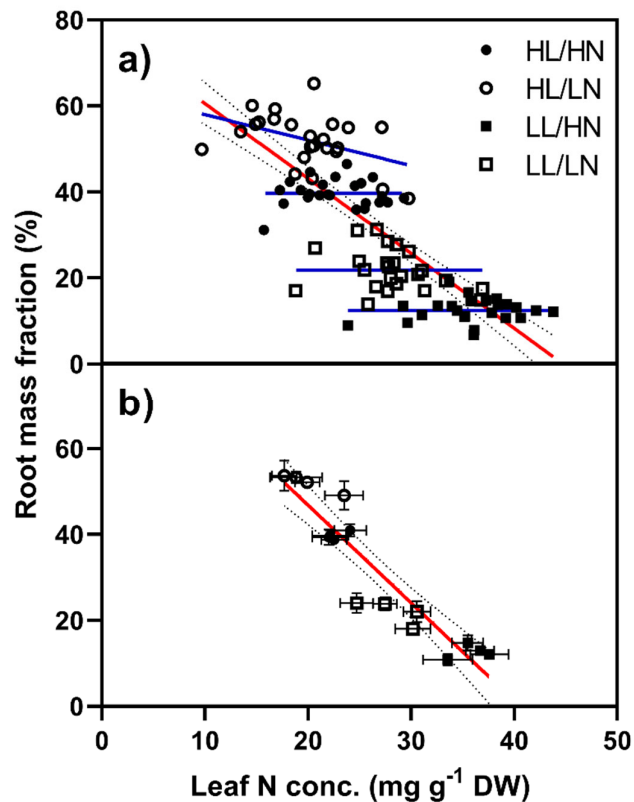 80
a)
60
40
20
0
HL/HN
HL/LN
LL/HN
LL/LN
Root mass fraction (%)
b)
60
40
20
0
0 10 20 30 40 50
Leaf N conc. (mg g⁻¹ DW)